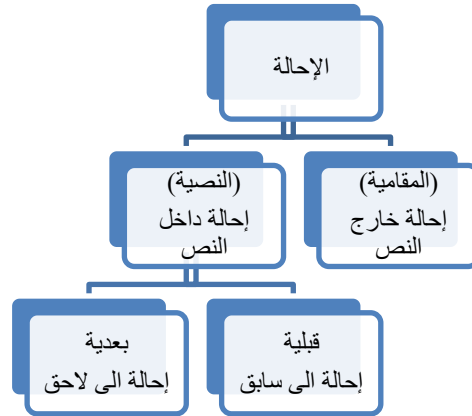 الإحالة
(المقامية)
إحالة خارج
النص
(النصية)
إحالة داخل
النص
قبلية
إحالة الى سابق
بعدية
إحالة الى لاحق